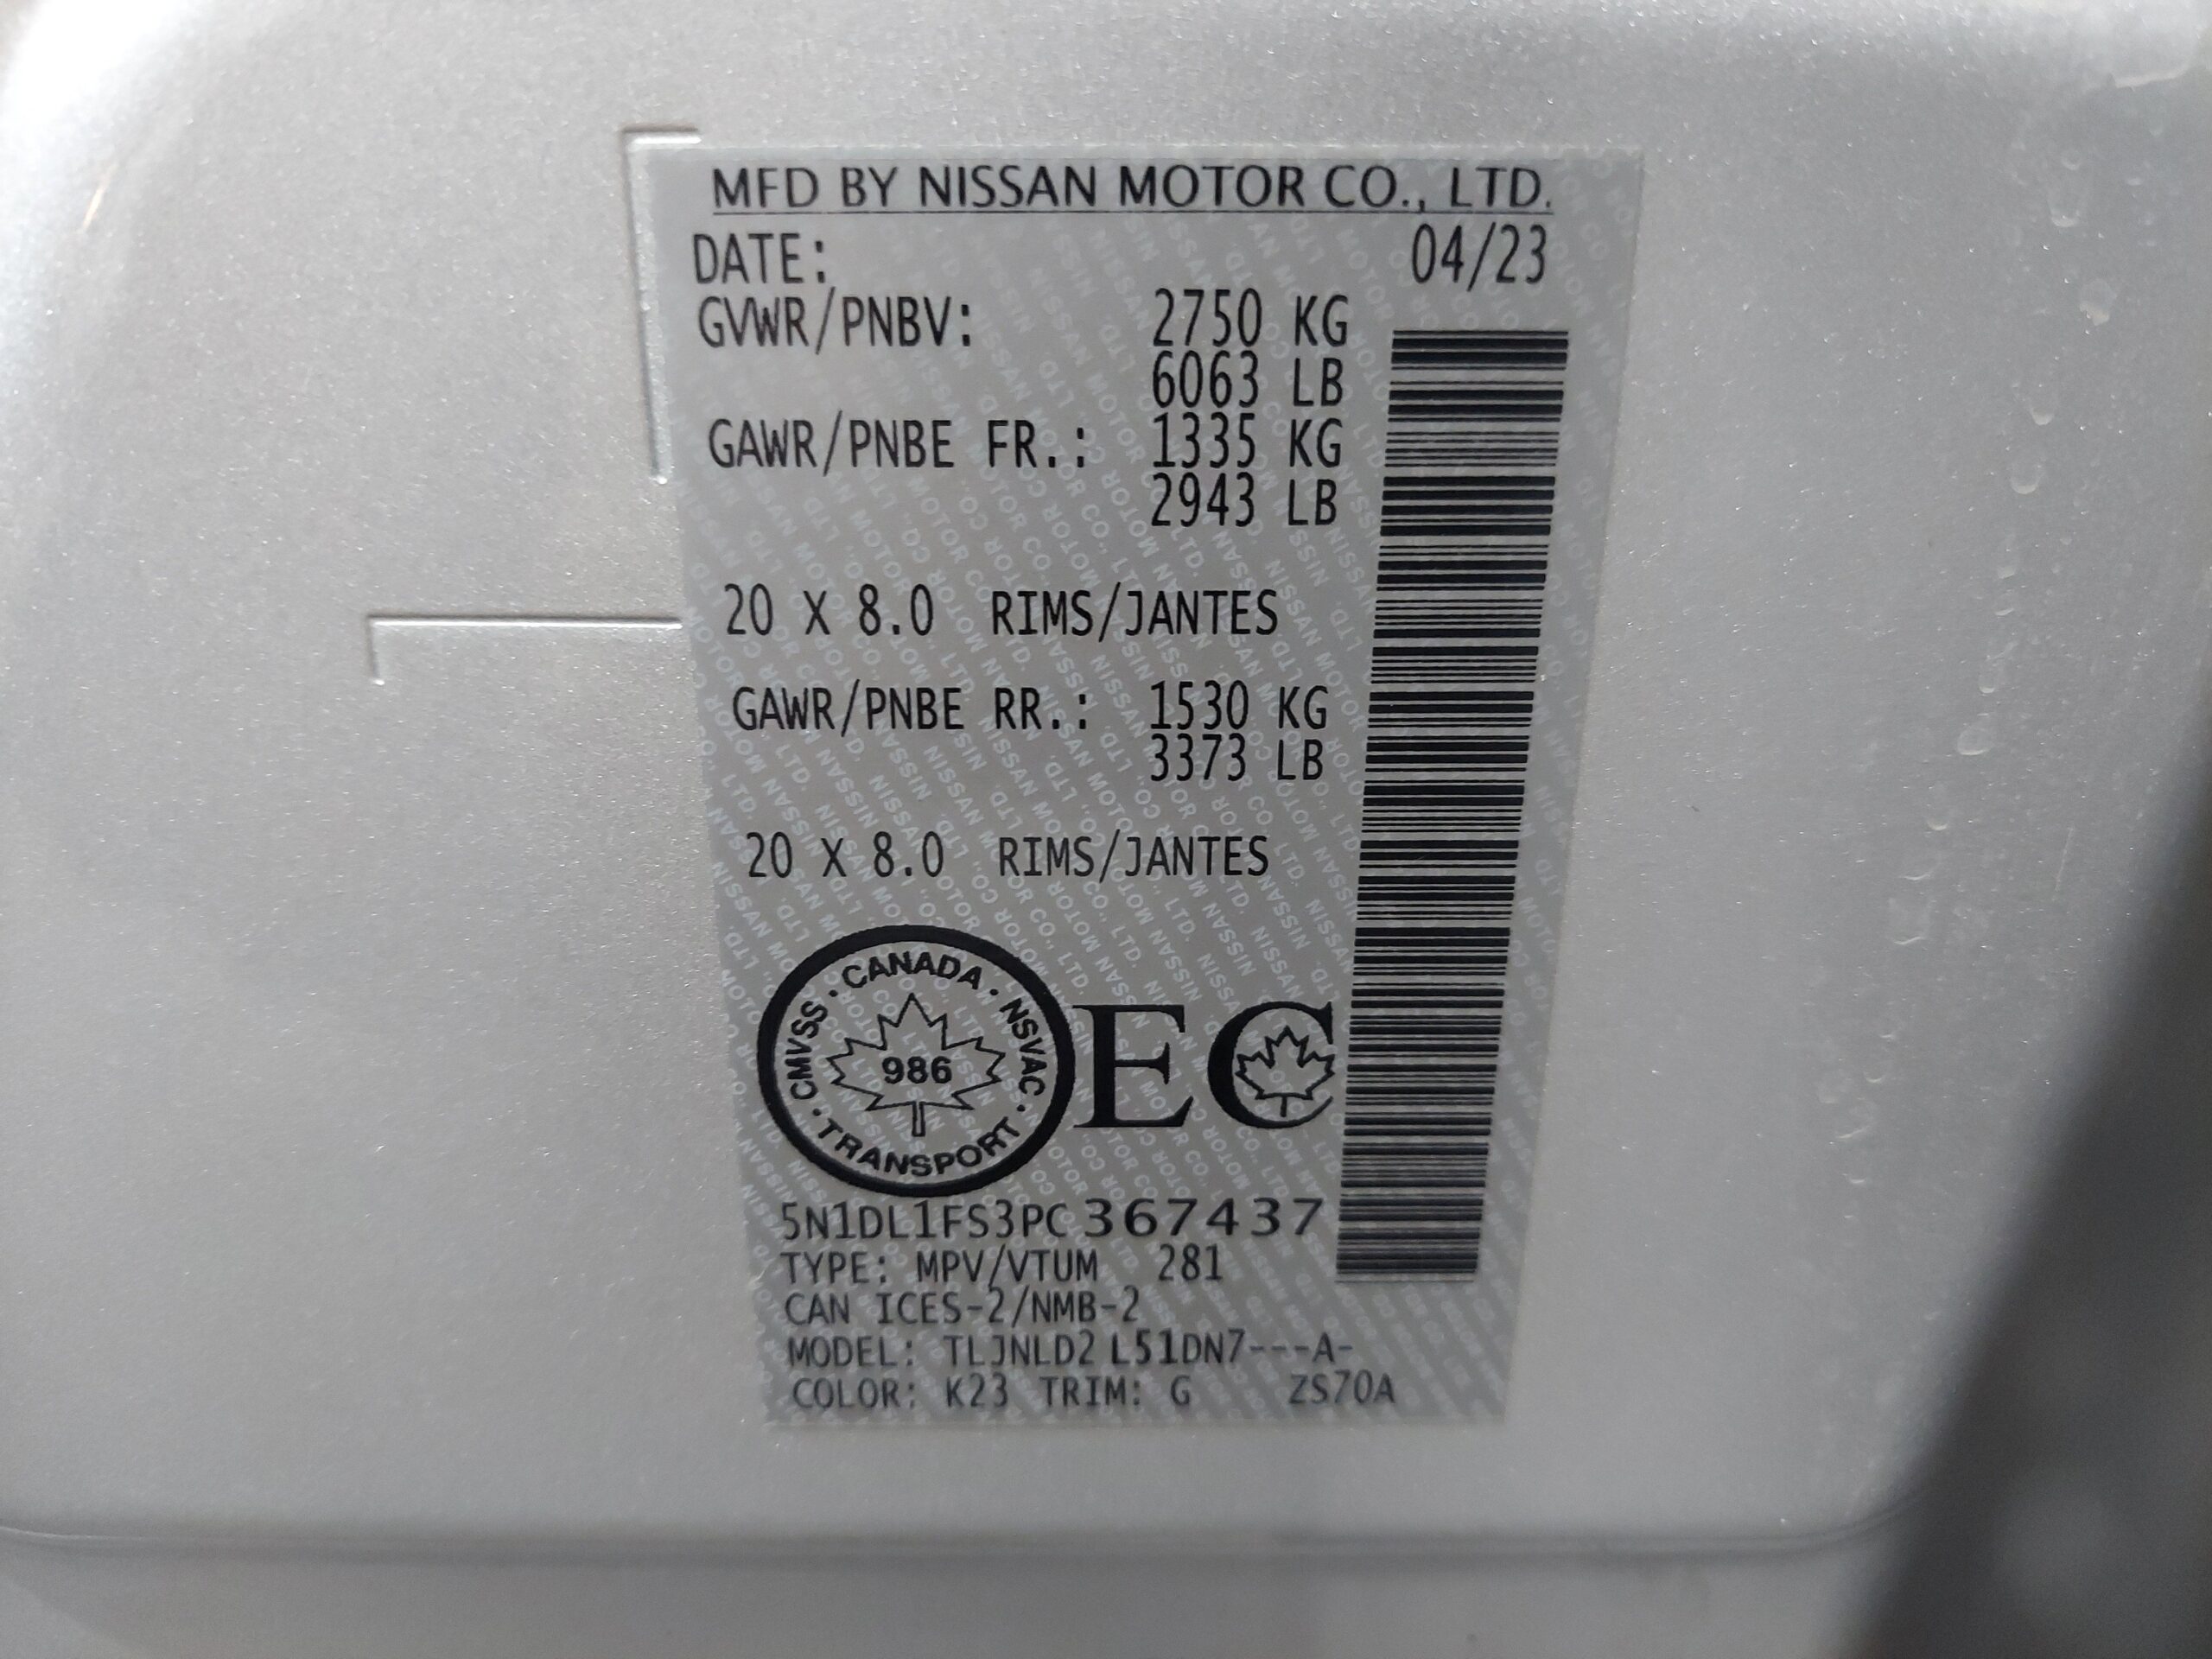 MFD BY NISSAN MOTOR CO., LTD.
DATE: 04/23
GVWR/PNBV: 2750 KG
6063 LB
GAWR/PNBE FR.: 1335 KG
2943 LB
20 X 8.0 RIMS/JANTES
GAWR/PNBE RR.: 1530 KG
3373 LB
20 X 8.0 RIMS/JANTES
CANADA · NSVAC · TRANSPORT · CMVSS ·
986
EC
5N1DL1FS3PC367437
TYPE: MPV/VTUM 281
CAN ICES-2/NMB-2
MODEL: TLJNLD2 L51DN7---A-
COLOR: K23 TRIM: G ZS70A